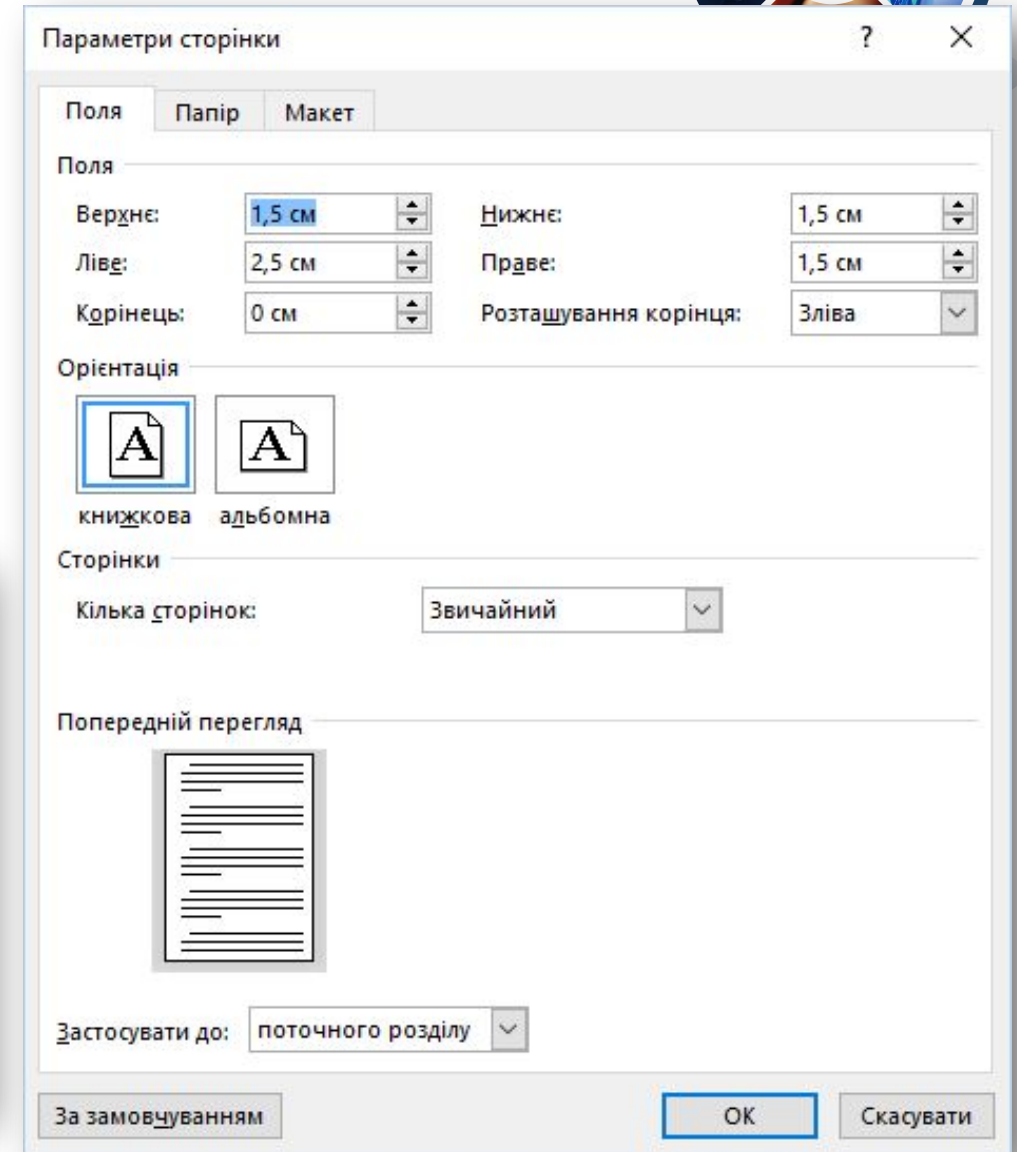 Параметри сторінки ?
Поля Папір Макет
Поля
Верхнє: 1,5 см Нижнє: 1,5 см
Ліве: 2,5 см Праве: 1,5 см
Корінець: 0 см Розташування корінця: Зліва
Орієнтація
A A
книжкова альбомна
Сторінки
Кілька сторінок: Звичайний
Попередній перегляд
Застосувати до: поточного розділу
За замовчуванням ОК Скасувати